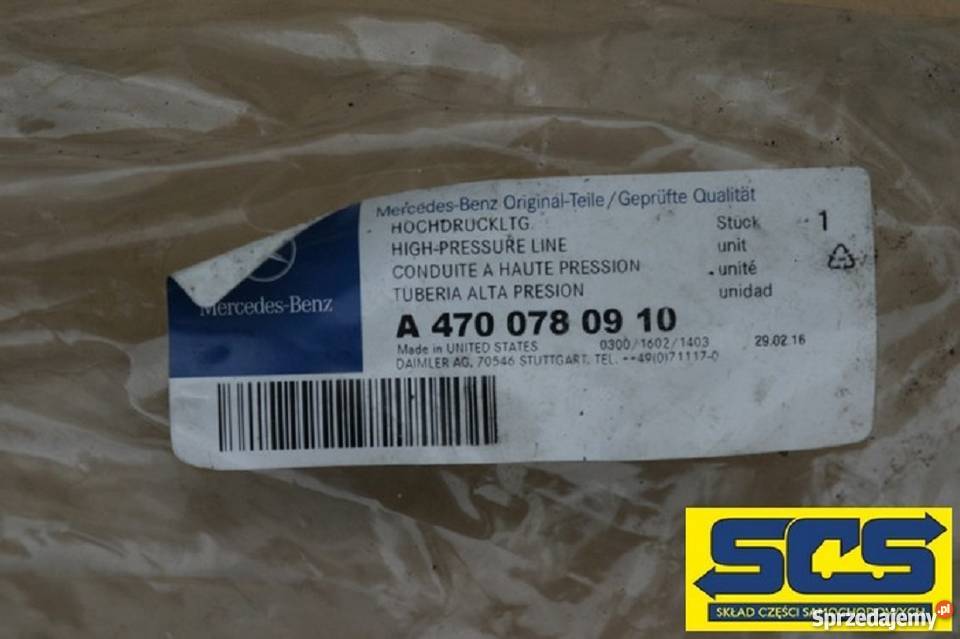 Mercedes-Benz Original-Teile/Geprüfte Qualität
HOCHDRUCKLTG. Stück 1
HIGH-PRESSURE LINE unit
CONDUITE A HAUTE PRESSION unité
TUBERIA ALTA PRESION unidad
Mercedes-Benz
A 470 078 09 10
Made in UNITED STATES 0300/1602/1403 29.02.16
DAIMLER AG, 70546 STUTTGART, TEL. ++49(0)71117-0
SCS
SKŁAD CZĘŚCI SAMOCHODOWYCH
Sprzedajemy.pl